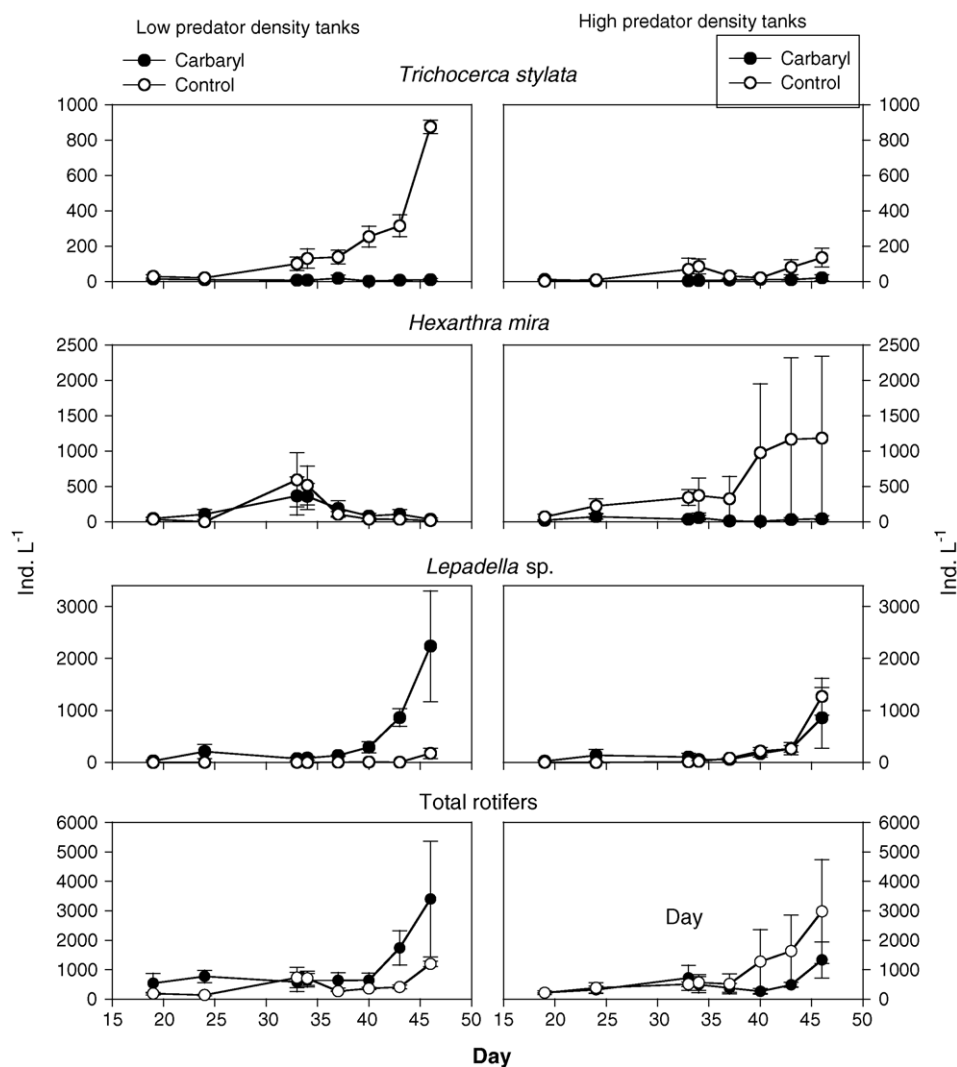 Low predator density tanks
High predator density tanks
Carbaryl
Control
Carbaryl
Control
Trichocerca stylata
1000
800
600
400
200
0
1000
800
600
400
200
0
Hexarthra mira
2500
2000
1500
1000
500
0
2500
2000
1500
1000
500
0
Ind. L⁻¹
Ind. L⁻¹
Lepadella sp.
3000
2000
1000
0
3000
2000
1000
0
Total rotifers
6000
5000
4000
3000
2000
1000
0
Day
6000
5000
4000
3000
2000
1000
0
15 20 25 30 35 40 45 50
15 20 25 30 35 40 45 50
Day